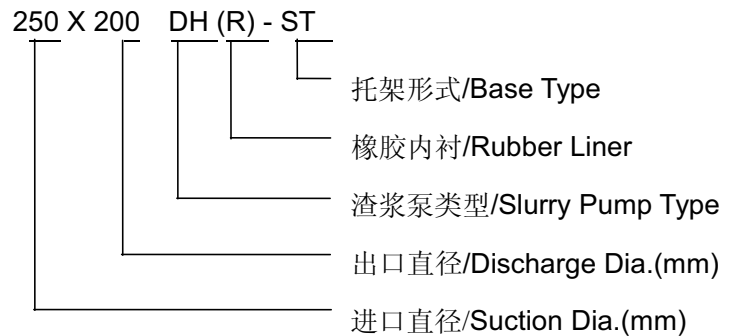 250 X 200 DH (R) - ST
托架形式/Base Type
橡胶内衬/Rubber Liner
渣浆泵类型/Slurry Pump Type
出口直径/Discharge Dia.(mm)
进口直径/Suction Dia.(mm)